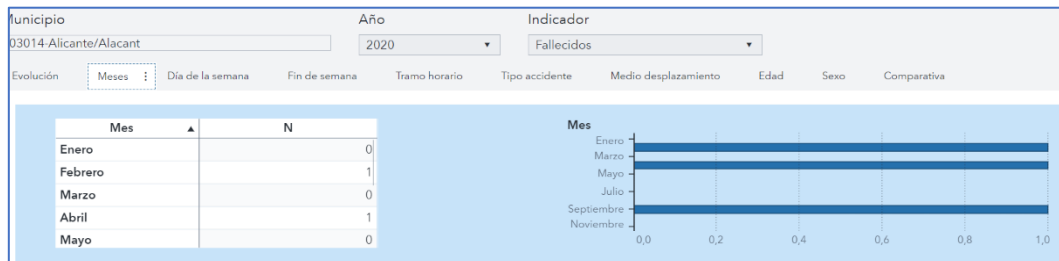 Municipio Año Indicador
03014-Alicante/Alacant 2020 Fallecidos
Evolución Meses Día de la semana Fin de semana Tramo horario Tipo accidente Medio desplazamiento Edad Sexo Comparativa
Mes N
Enero 0
Febrero 1
Marzo 0
Abril 1
Mayo 0
Mes
Enero
Marzo
Mayo
Julio
Septiembre
Noviembre
0,0 0,2 0,4 0,6 0,8 1,0